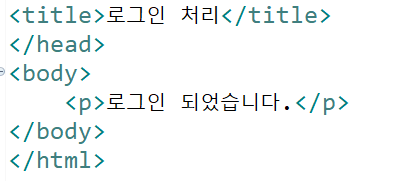 <title>로그인 처리</title>
</head>
<body>
    <p>로그인 되었습니다.</p>
</body>
</html>